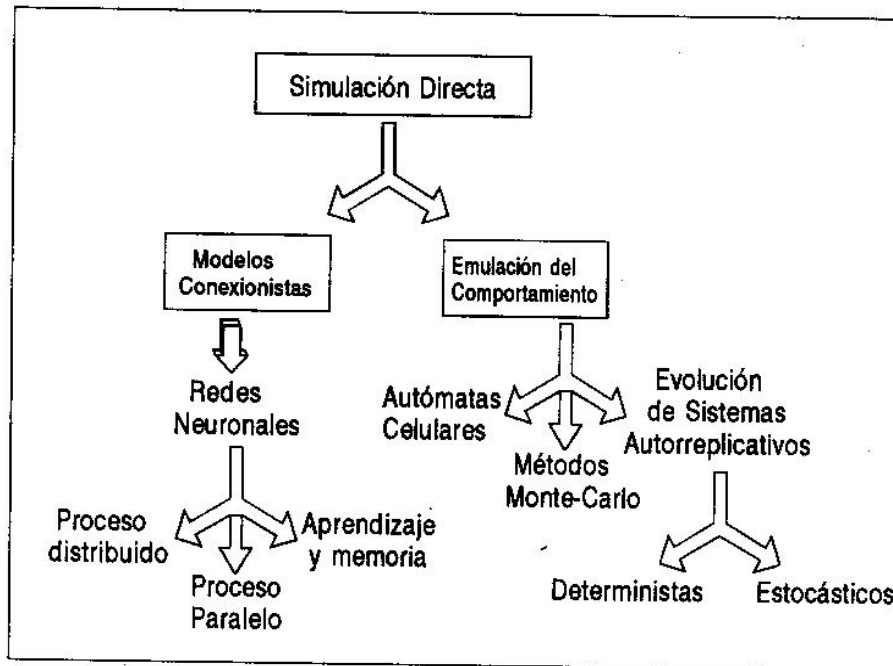 Simulación Directa
Modelos
Conexionistas
Emulación del
Comportamiento
Redes
Neuronales
Autómatas
Celulares
Métodos
Monte-Carlo
Evolución
de Sistemas
Autorreplicativos
Proceso
distribuido
Proceso
Paralelo
Aprendizaje
y memoria
Deterministas
Estocásticos